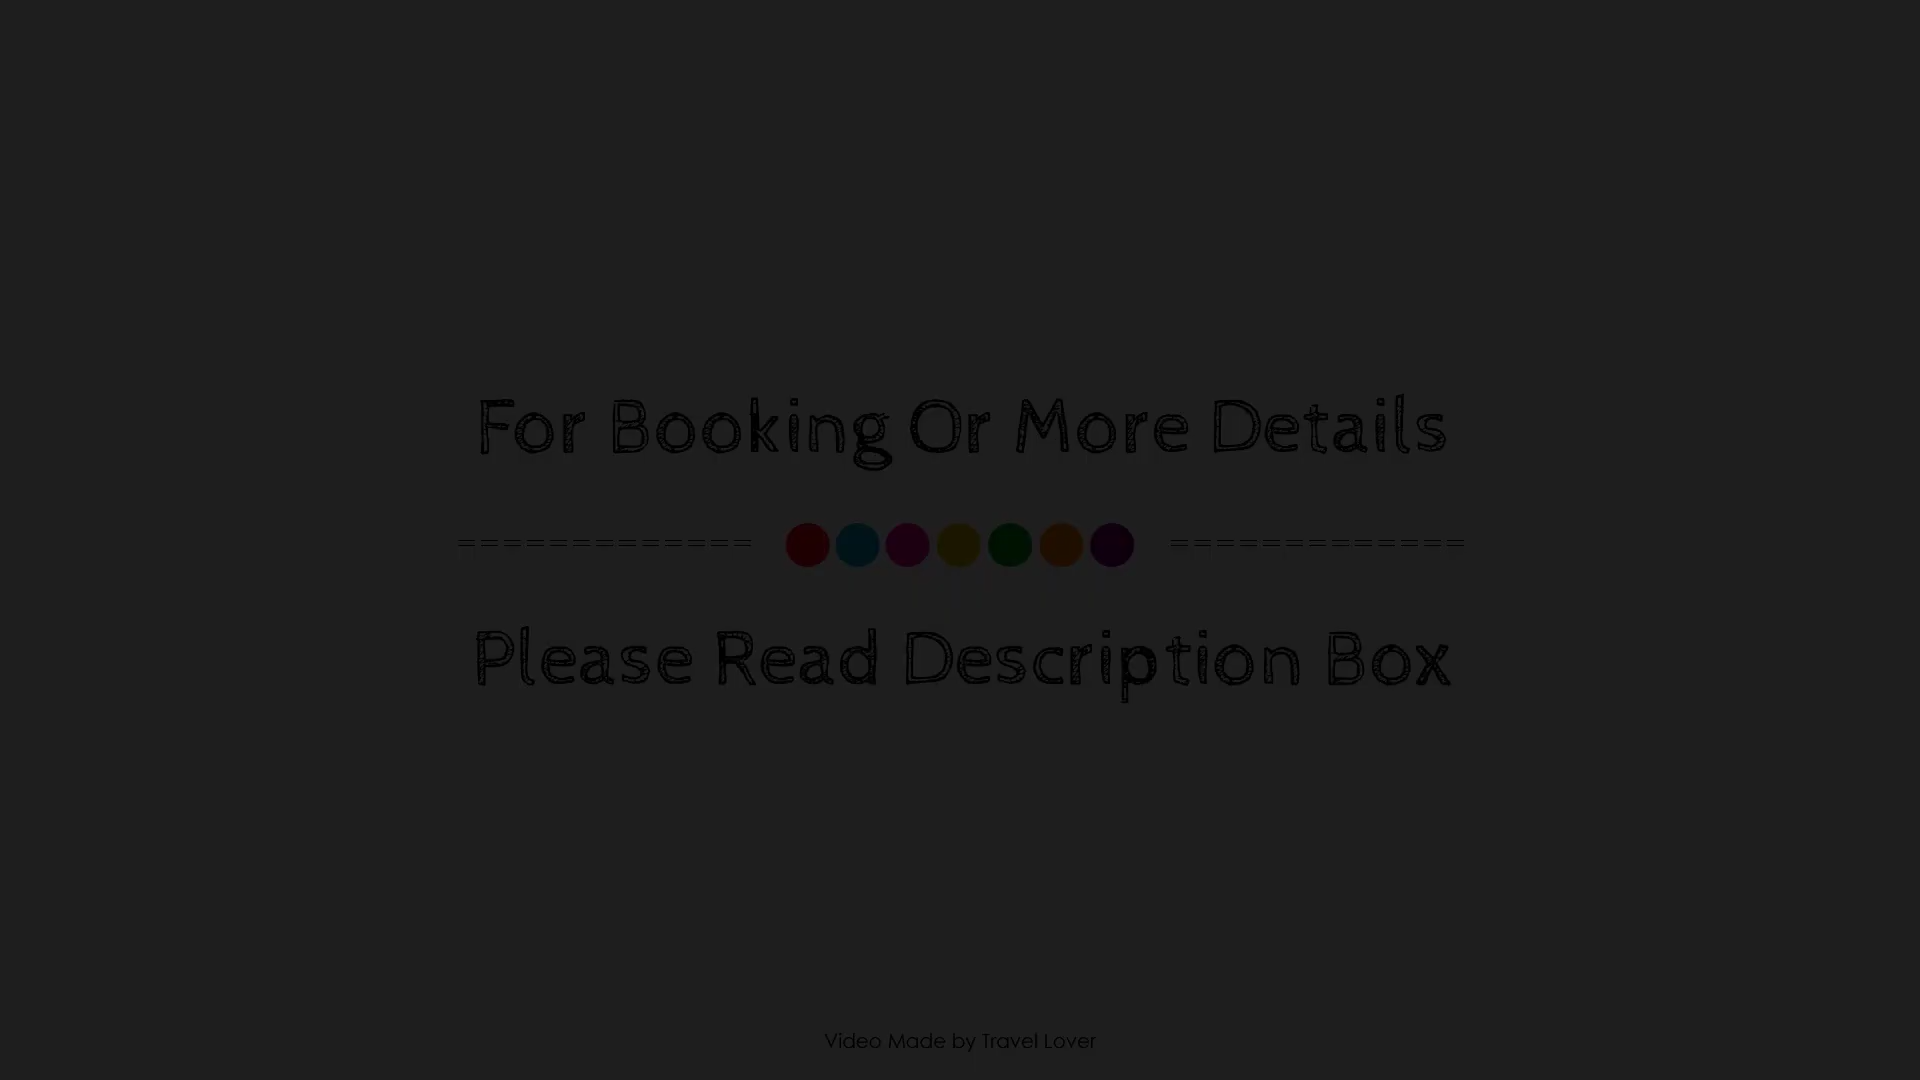 For Booking Or More Details
============= =============
Please Read Description Box
Video Made by Travel Lover